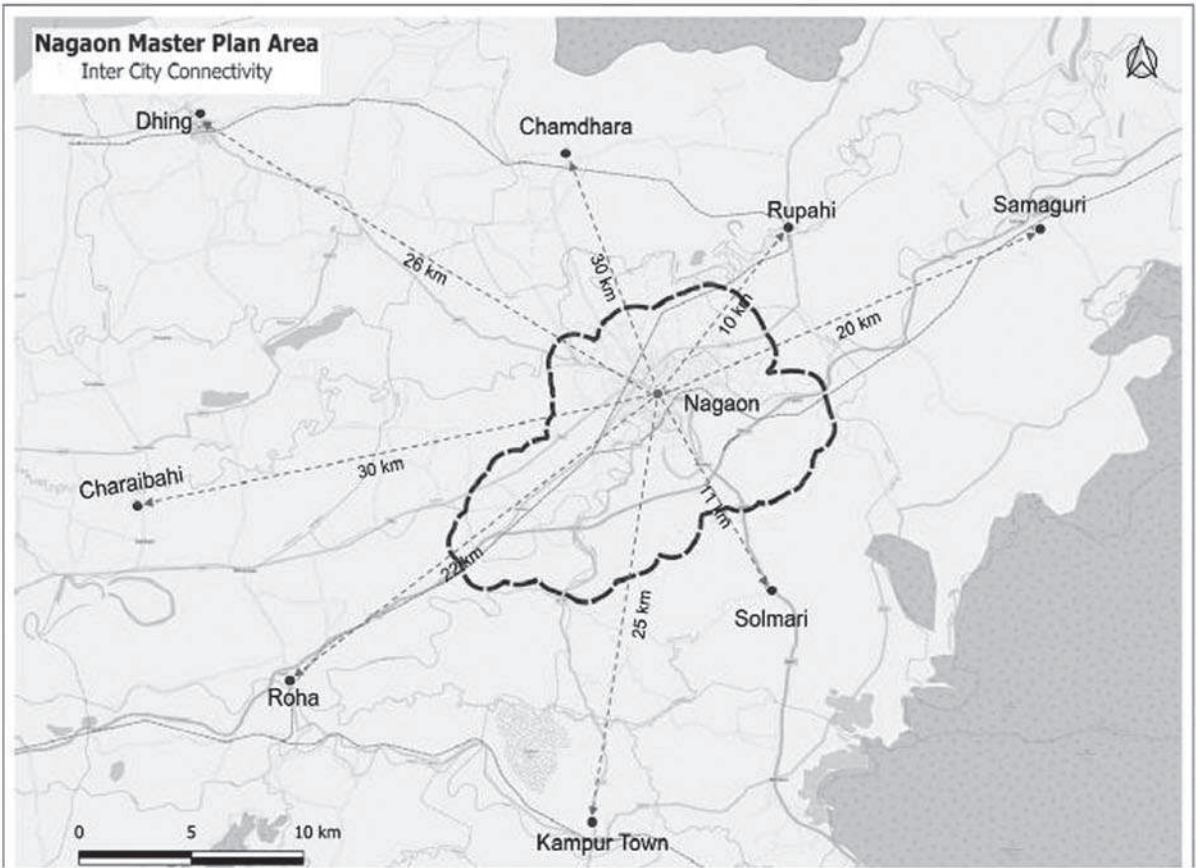 Nagaon Master Plan Area
Inter City Connectivity
Dhing
Chamdhara
Rupahi
Samaguri
26 km
30 km
10 km
20 km
Nagaon
Charaibahi
30 km
11 km
22 km
25 km
Solmari
Roha
Kampur Town
0 5 10 km